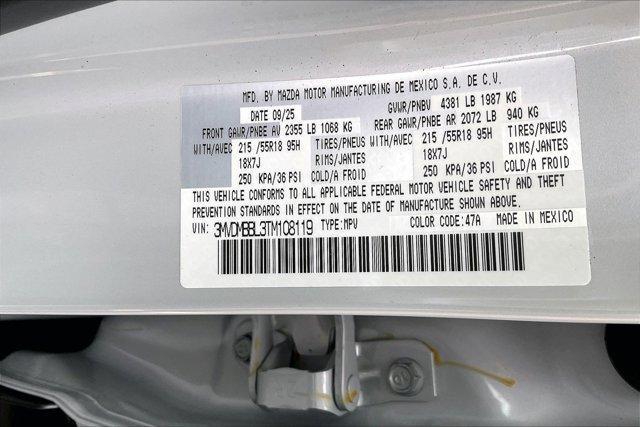 MFD. BY MAZDA MOTOR MANUFACTURING DE MEXICO S.A. DE C.V.
DATE 09/25 GVWR/PNBV 4381 LB 1987 KG
FRONT GAWR/PNBE AV 2355 LB 1068 KG REAR GAWR/PNBE AR 2072 LB 940 KG
WITH/AVEC 215 /55R18 95H TIRES/PNEUS WITH/AVEC 215 /55R18 95H TIRES/PNEUS
18X7J RIMS/JANTES 18X7J RIMS/JANTES
250 KPA/36 PSI COLD/A FROID 250 KPA/36 PSI COLD/A FROID
THIS VEHICLE CONFORMS TO ALL APPLICABLE FEDERAL MOTOR VEHICLE SAFETY AND THEFT
PREVENTION STANDARDS IN EFFECT ON THE DATE OF MANUFACTURE SHOWN ABOVE.
VIN: 3MVDMBBL3TM108119 TYPE:MPV COLOR CODE:47A MADE IN MEXICO